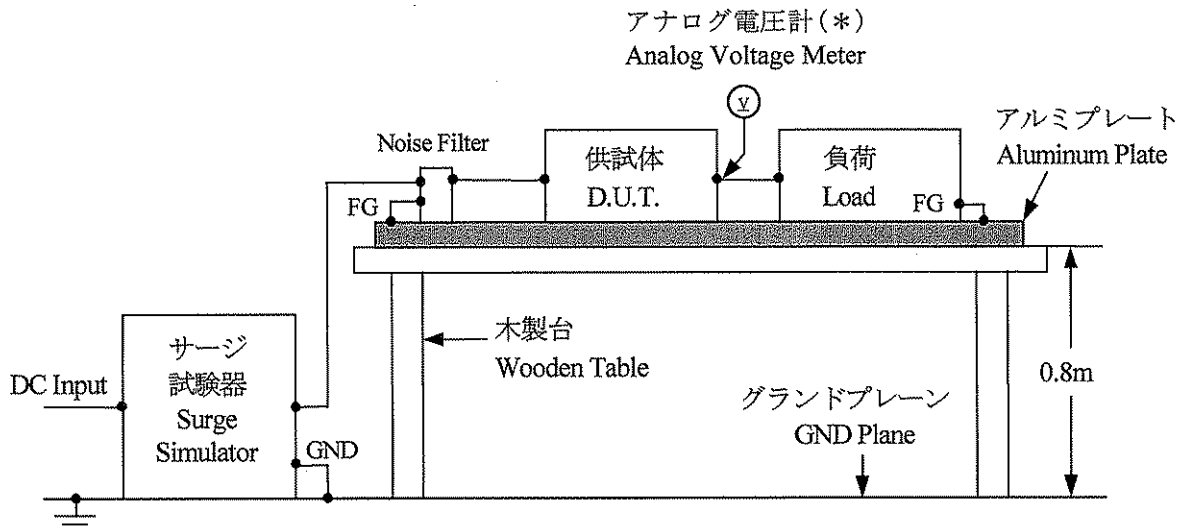 アナログ電圧計(＊)
Analog Voltage Meter
V
アルミプレート
Aluminum Plate
Noise Filter
供試体
D.U.T.
負荷
Load
FG
FG
木製台
Wooden Table
サージ
試験器
Surge
Simulator
DC Input
GND
グランドプレーン
GND Plane
0.8m